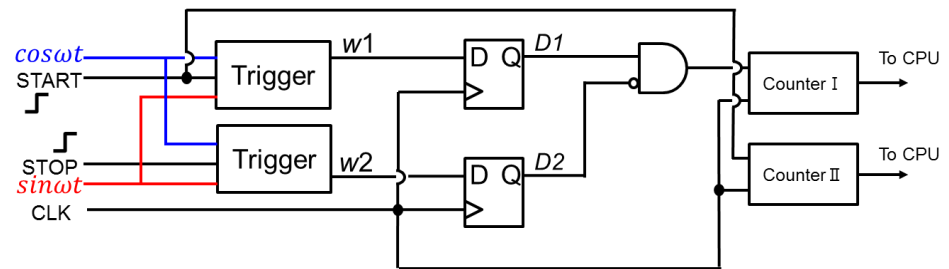 cosωt
START
Trigger
w1
D Q
D1
Counter Ⅰ
To CPU
STOP
sinωt
CLK
Trigger
w2
D Q
D2
Counter Ⅱ
To CPU